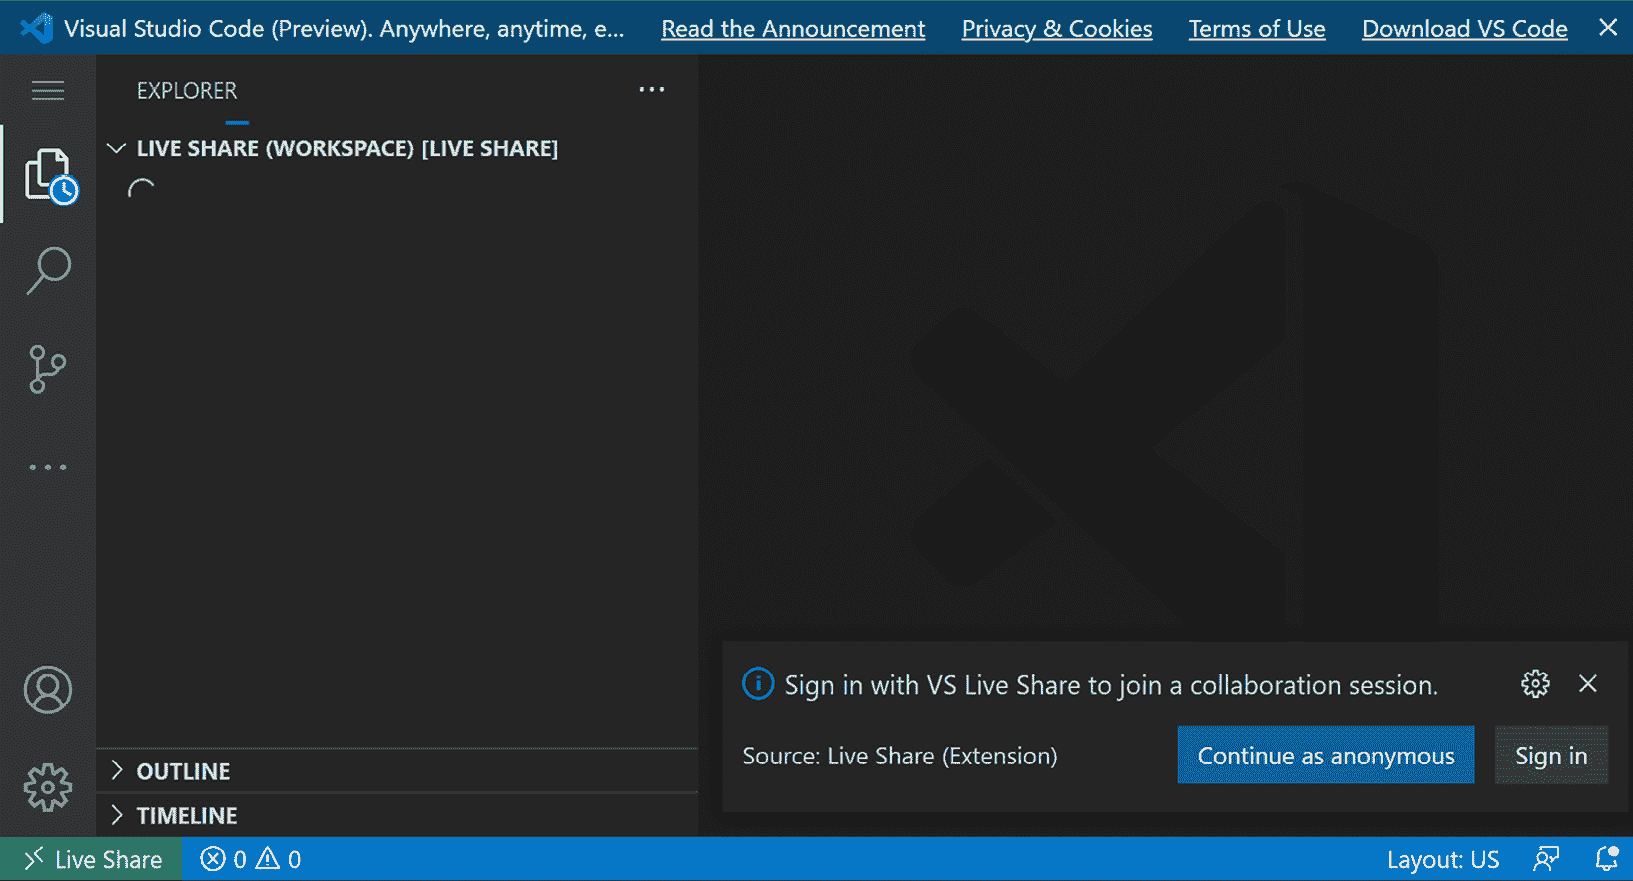 Visual Studio Code (Preview). Anywhere, anytime, e... Read the Announcement Privacy & Cookies Terms of Use Download VS Code
EXPLORER
LIVE SHARE (WORKSPACE) [LIVE SHARE]
Sign in with VS Live Share to join a collaboration session.
Source: Live Share (Extension) Continue as anonymous Sign in
OUTLINE
TIMELINE
Live Share 0 0 Layout: US